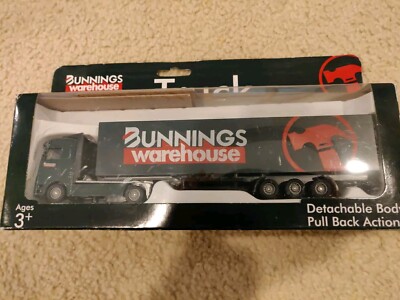 BUNNINGS
warehouse
Truck
BUNNINGS
warehouse
Ages
3+
Detachable Body
Pull Back Action